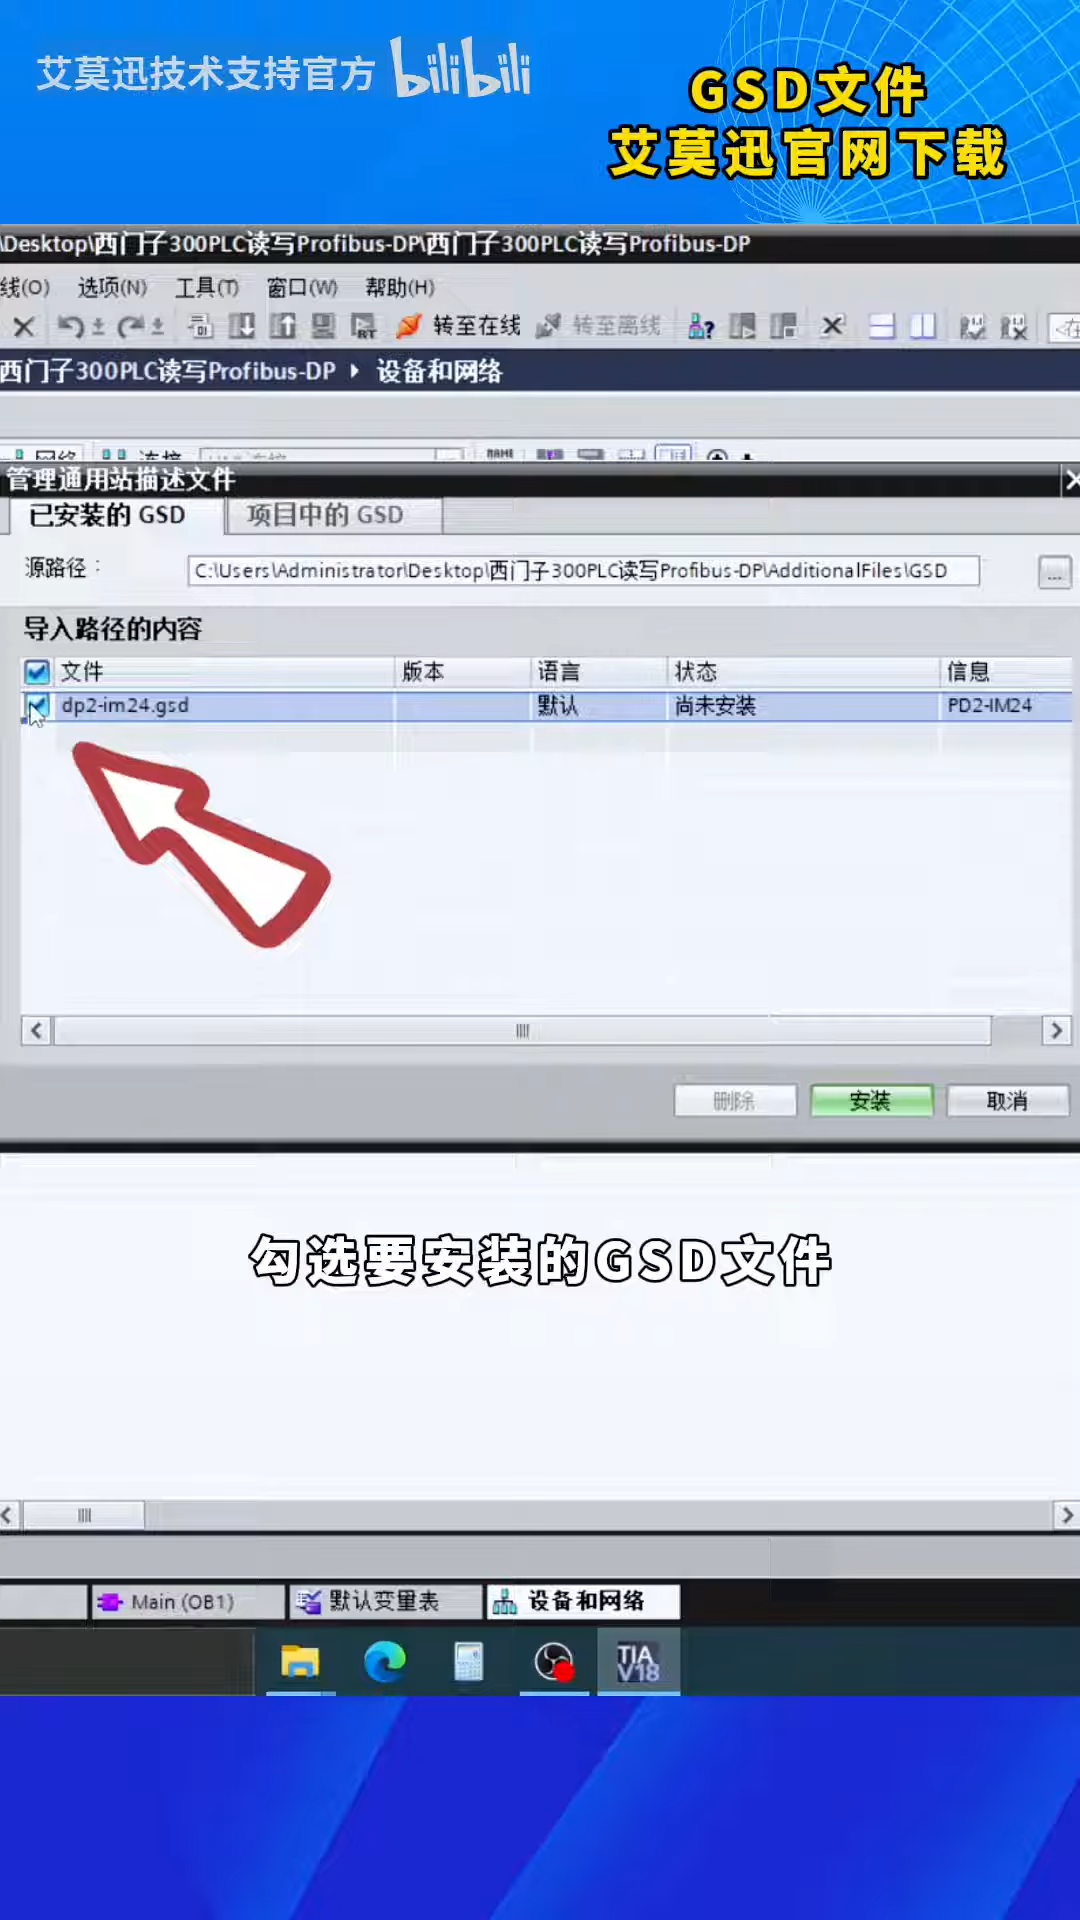 艾莫迅技术支持官方 bilibili
GSD文件
艾莫迅官网下载
\Desktop\西门子300PLC读写Profibus-DP\西门子300PLC读写Profibus-DP
线(O) 选项(N) 工具(T) 窗口(W) 帮助(H)
转至在线 转至离线
西门子300PLC读写Profibus-DP 设备和网络
网络 连接
管理通用站描述文件
已安装的 GSD 项目中的 GSD
源路径: C:\Users\Administrator\Desktop\西门子300PLC读写Profibus-DP\AdditionalFiles\GSD ...
导入路径的内容
文件 版本 语言 状态 信息
dp2-im24.gsd 默认 尚未安装 PD2-IM24
删除 安装 取消
勾选要安装的GSD文件
Main (OB1) 默认变量表 设备和网络
TIA
V18